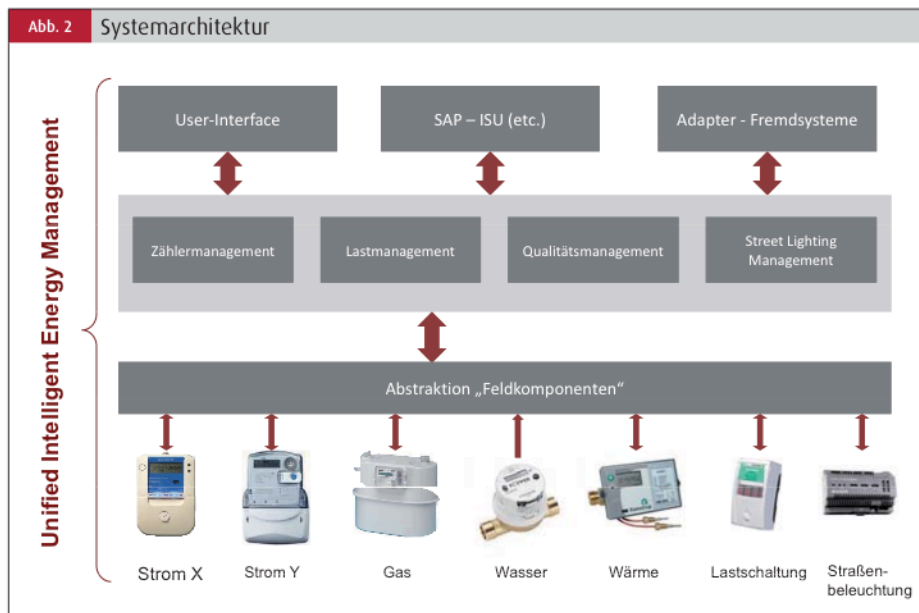 Abb. 2 Systemarchitektur
Unified Intelligent Energy Management
User-Interface
SAP – ISU (etc.)
Adapter - Fremdsysteme
Zählermanagement
Lastmanagement
Qualitätsmanagement
Street Lighting
Management
Abstraktion „Feldkomponenten“
Strom X
Strom Y
Gas
Wasser
Wärme
Lastschaltung
Straßen-
beleuchtung